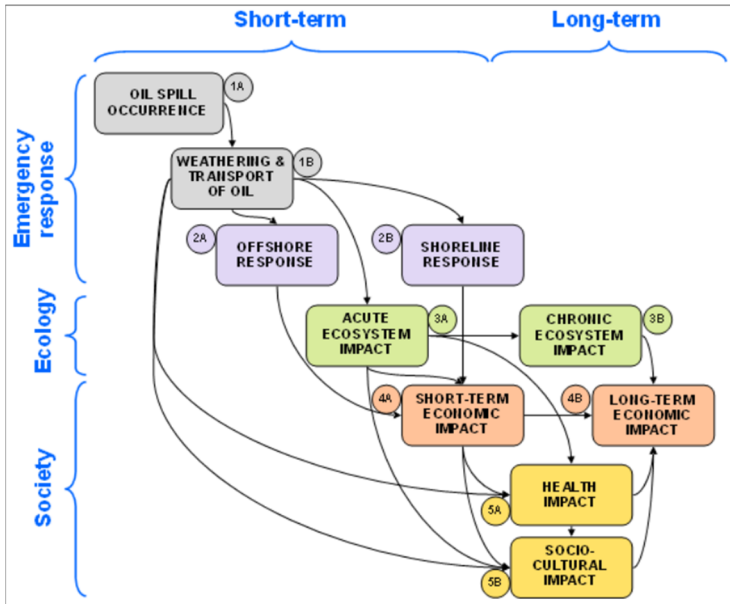 Short-term
Long-term
Emergency
response
Ecology
Society
OIL SPILL
OCCURRENCE
1A
WEATHERING &
TRANSPORT
OF OIL
1B
2A
OFFSHORE
RESPONSE
2B
SHORELINE
RESPONSE
ACUTE
ECOSYSTEM
IMPACT
3A
CHRONIC
ECOSYSTEM
IMPACT
3B
4A
SHORT-TERM
ECONOMIC
IMPACT
4B
LONG-TERM
ECONOMIC
IMPACT
HEALTH
IMPACT
5A
SOCIO-
CULTURAL
IMPACT
5B